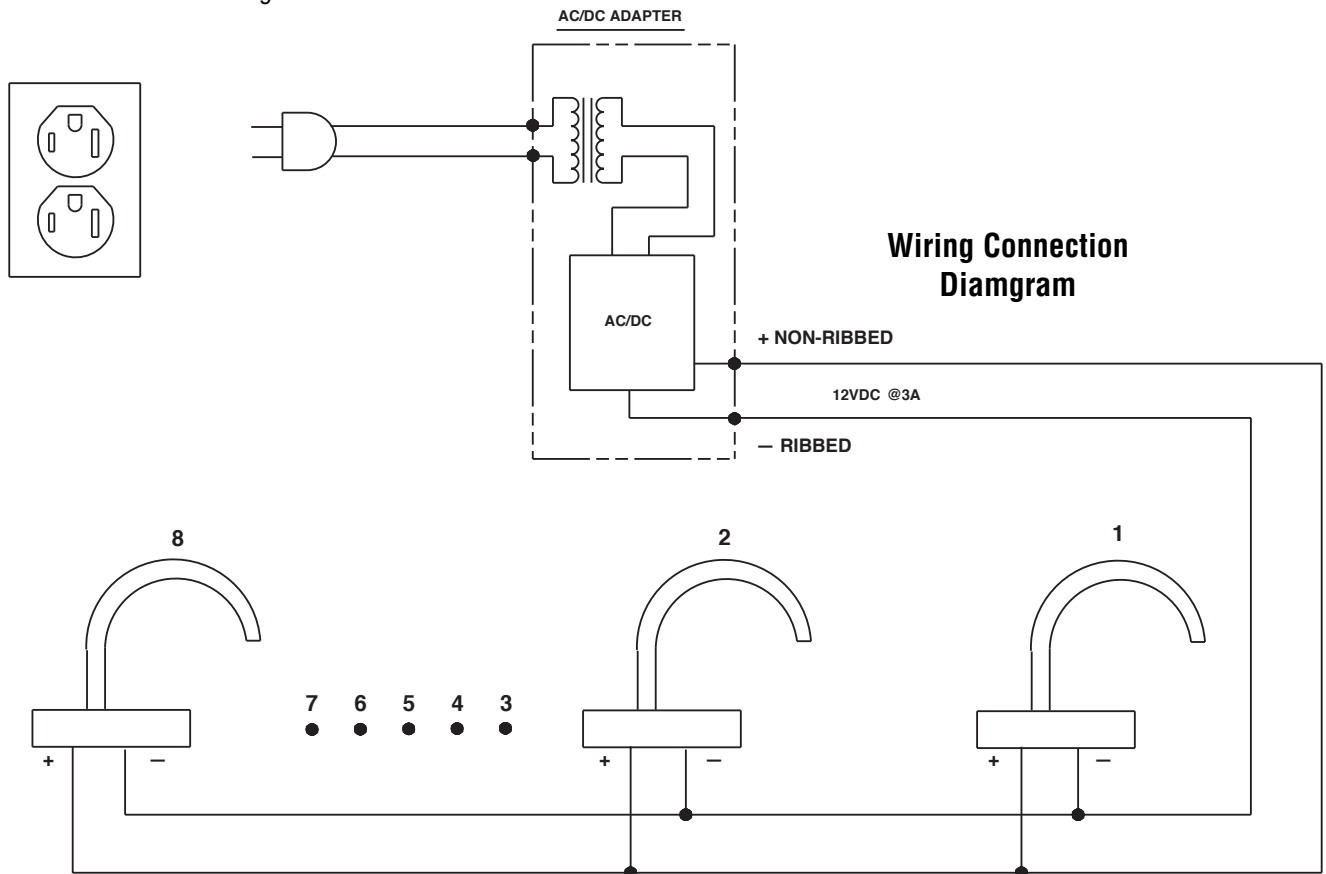 AC/DC ADAPTER
Wiring Connection
Diamgram
AC/DC
+ NON-RIBBED
12VDC @3A
— RIBBED
8
2
1
7 6 5 4 3
+ —
+ —
+ —